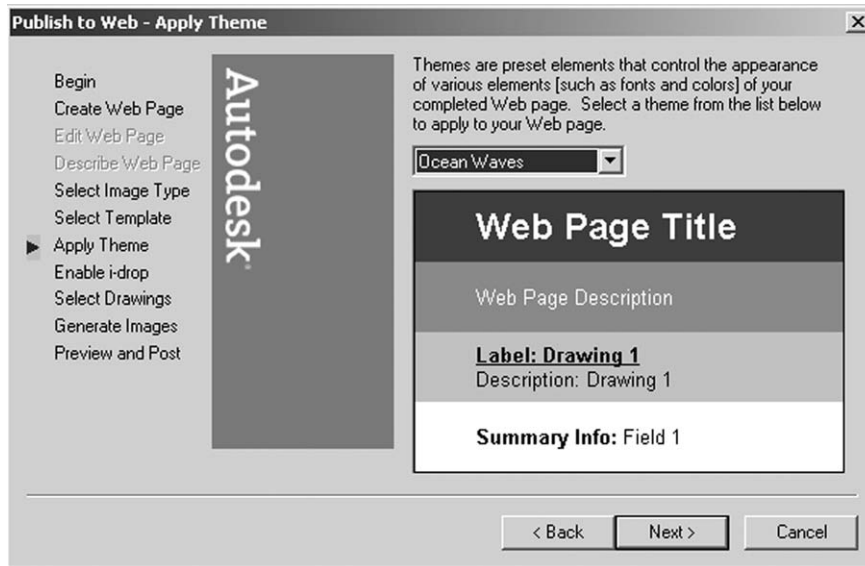 Publish to Web - Apply Theme
Begin
Create Web Page
Edit Web Page
Describe Web Page
Select Image Type
Select Template
Apply Theme
Enable i-drop
Select Drawings
Generate Images
Preview and Post
Autodesk
Themes are preset elements that control the appearance
of various elements [such as fonts and colors] of your
completed Web page. Select a theme from the list below
to apply to your Web page.
Ocean Waves
Web Page Title
Web Page Description
Label: Drawing 1
Description: Drawing 1
Summary Info: Field 1
< Back
Next >
Cancel